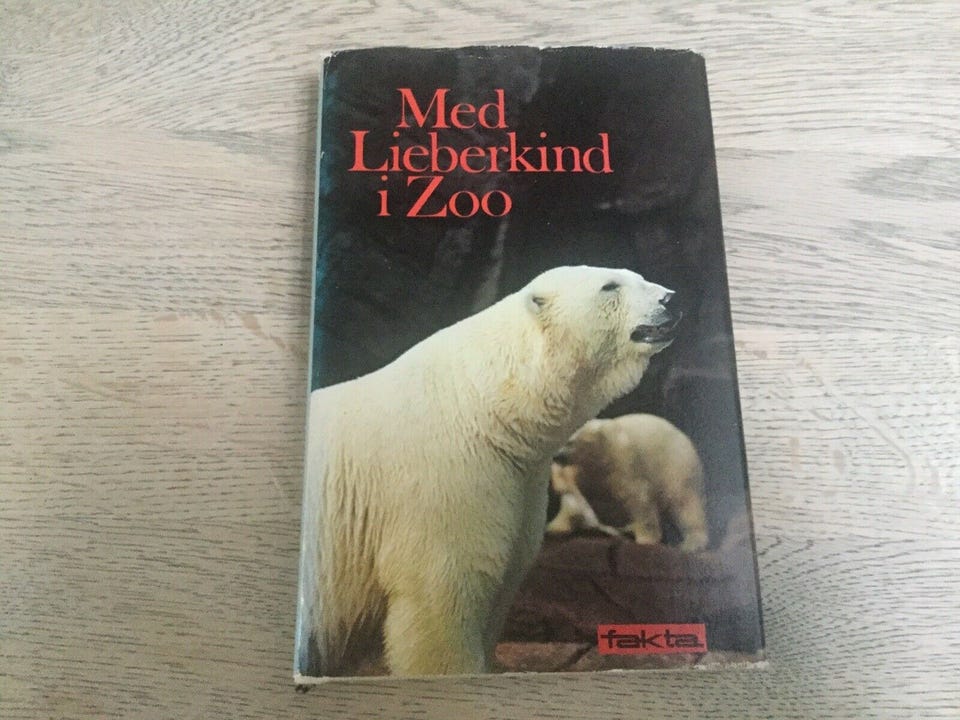 Med
Lieberkind
i Zoo
fakta